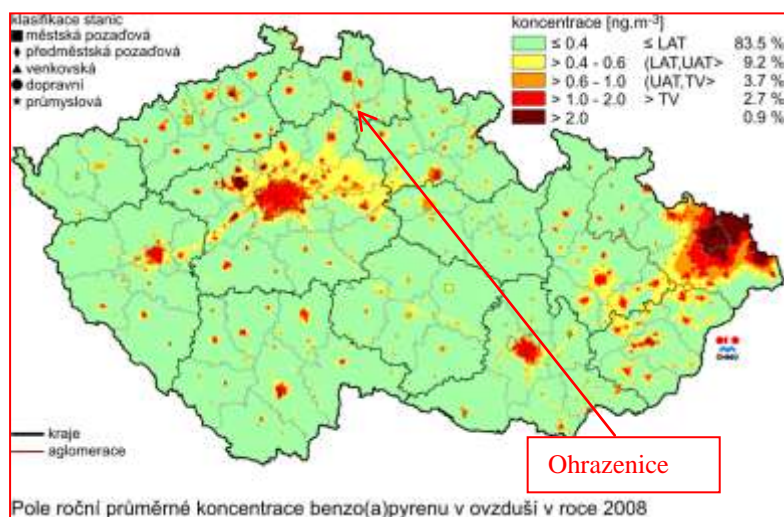 klasifikace stanic
městská pozaďová
předměstská pozaďová
venkovská
dopravní
průmyslová
koncentrace [ng.m⁻³]
≤ 0.4 ≤ LAT 83.5 %
> 0.4 - 0.6 (LAT,UAT> 9.2 %
> 0.6 - 1.0 (UAT,TV> 3.7 %
> 1.0 - 2.0 > TV 2.7 %
> 2.0 0.9 %
kraje
aglomerace
Ohrazenice
Pole roční průměrné koncentrace benzo(a)pyrenu v ovzduší v roce 2008